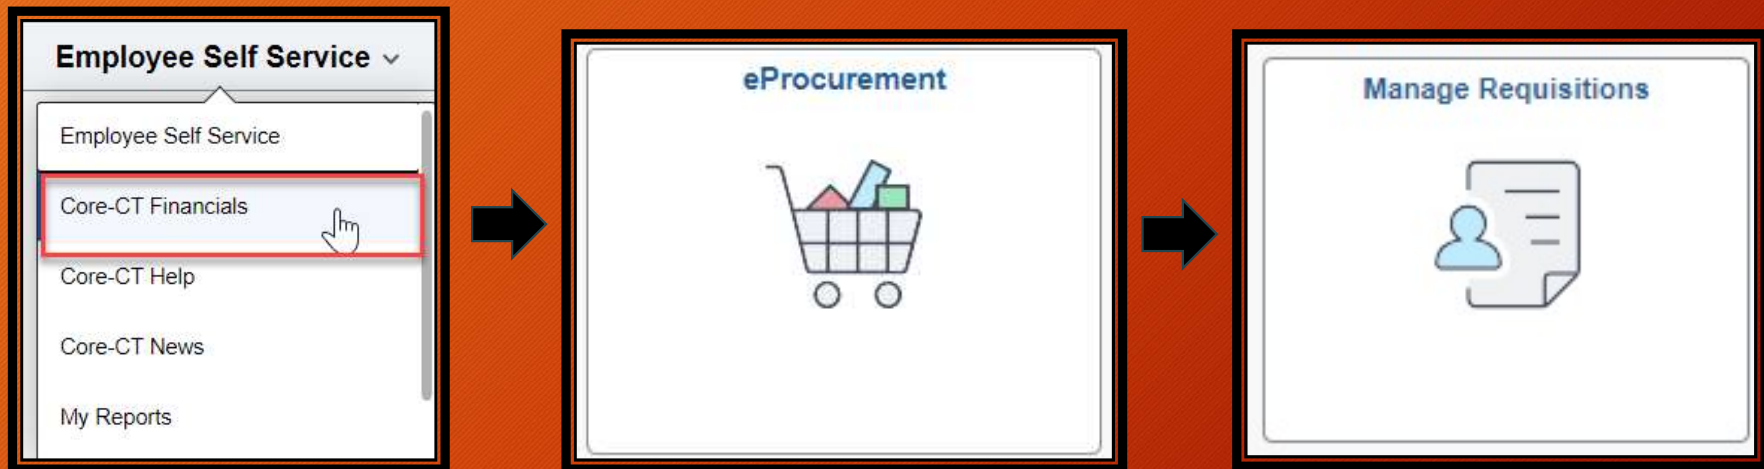 Employee Self Service
Employee Self Service
Core-CT Financials
Core-CT Help
Core-CT News
My Reports
eProcurement
Manage Requisitions